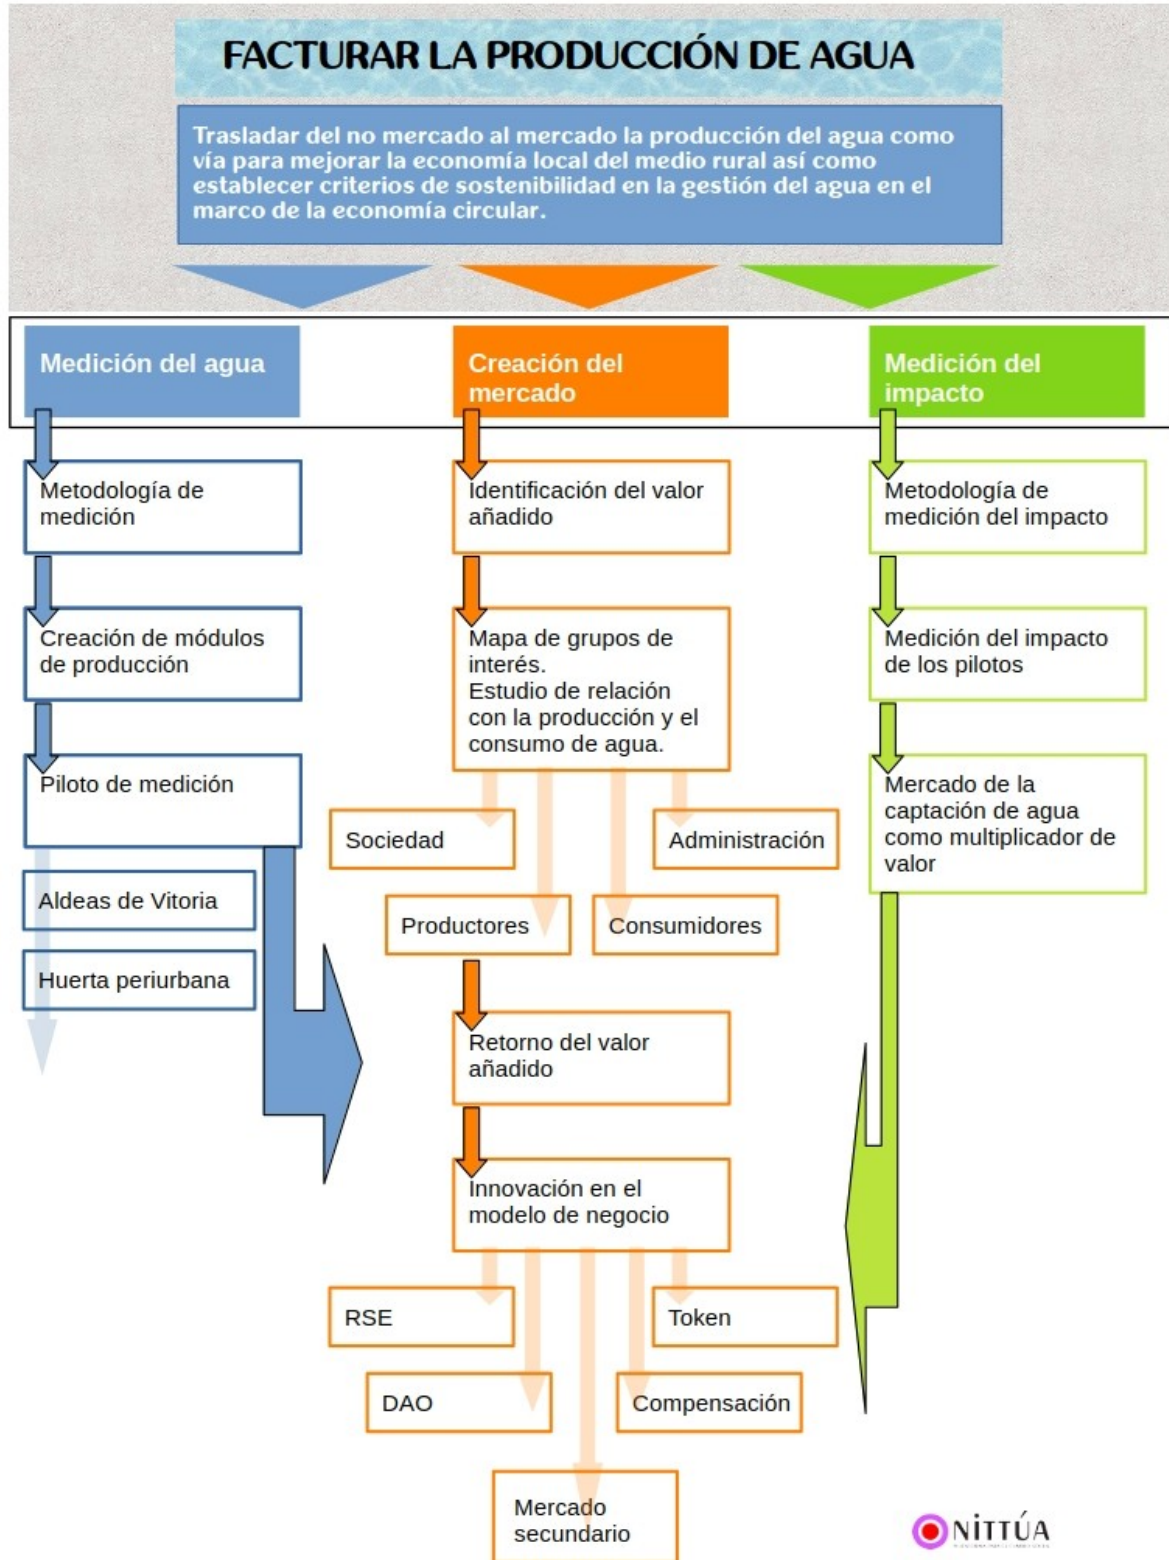 FACTURAR LA PRODUCCIÓN DE AGUA
Trasladar del no mercado al mercado la producción del agua como
vía para mejorar la economía local del medio rural así como
establecer criterios de sostenibilidad en la gestión del agua en el
marco de la economía circular.
Medición del agua
Metodología de
medición
Creación de módulos
de producción
Piloto de medición
Aldeas de Vitoria
Huerta periurbana
Creación del
mercado
Identificación del valor
añadido
Mapa de grupos de
interés.
Estudio de relación
con la producción y el
consumo de agua.
Sociedad
Administración
Productores
Consumidores
Retorno del valor
añadido
Innovación en el
modelo de negocio
RSE
Token
DAO
Compensación
Mercado
secundario
Medición del
impacto
Metodología de
medición del impacto
Medición del impacto
de los pilotos
Mercado de la
captación de agua
como multiplicador de
valor
NiTTÚA